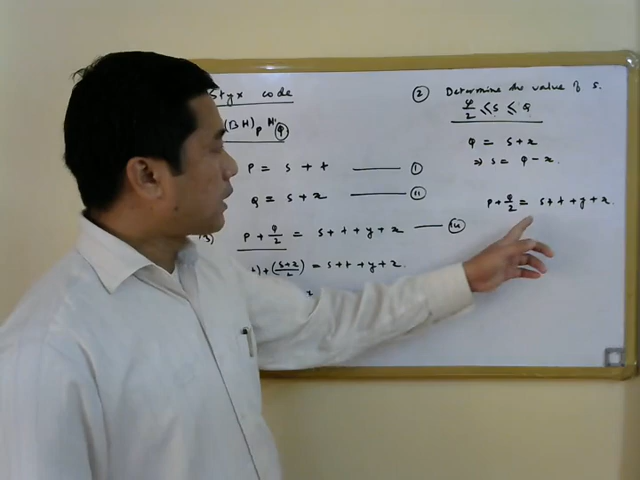 Styx code
(BH)p H(q)
P = s + t ——— (i)
Q = s + x ——— (ii)
P + Q/2 = s + t + y + x — (iii)
+ (s+x/2) = s + t + y + x.
(2) Determine the value of s.
φ/2 ≤ s ≤ Q
Q = s + x
⇒ s = Q − x.
P + Q/2 = s + t + y + x.